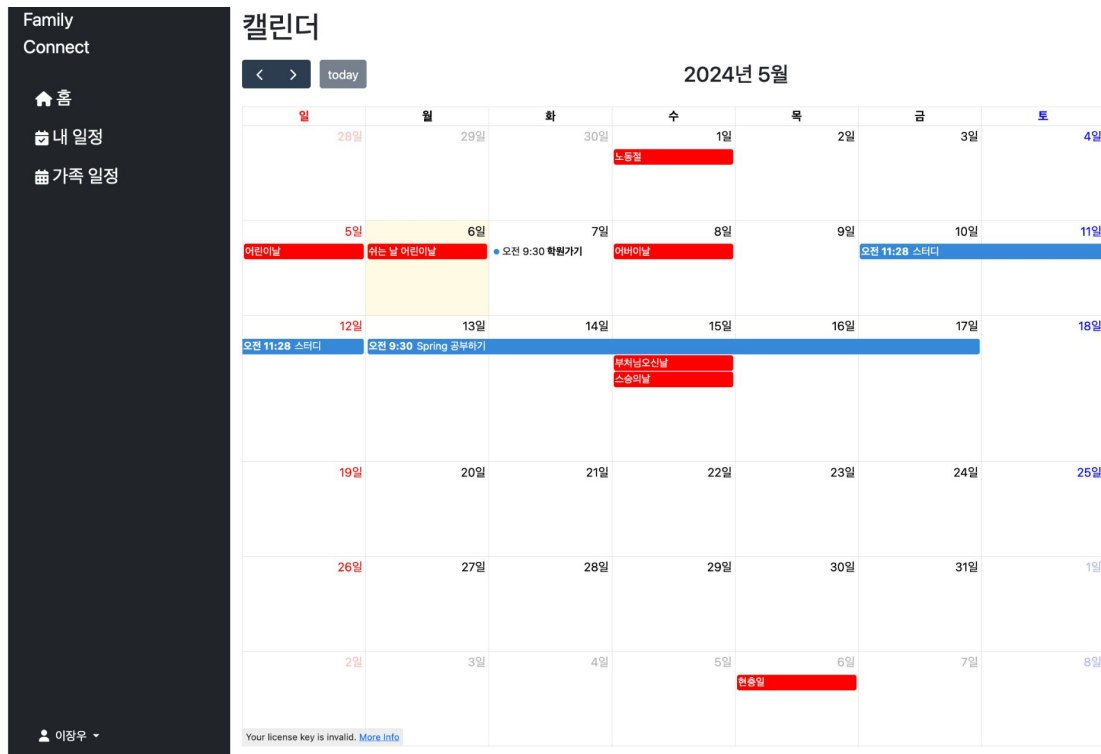 Family
Connect
홈
내 일정
가족 일정
이장우
캘린더
today
2024년 5월
일 월 화 수 목 금 토
28일 29일 30일 1일 2일 3일 4일
노동절
5일 6일 7일 8일 9일 10일 11일
어린이날 쉬는 날 어린이날 오전 9:30 학원가기 어버이날 오전 11:28 스터디
12일 13일 14일 15일 16일 17일 18일
오전 11:28 스터디 오전 9:30 Spring 공부하기
부처님오신날
스승의날
19일 20일 21일 22일 23일 24일 25일
26일 27일 28일 29일 30일 31일 1일
2일 3일 4일 5일 6일 7일 8일
현충일
Your license key is invalid. More Info